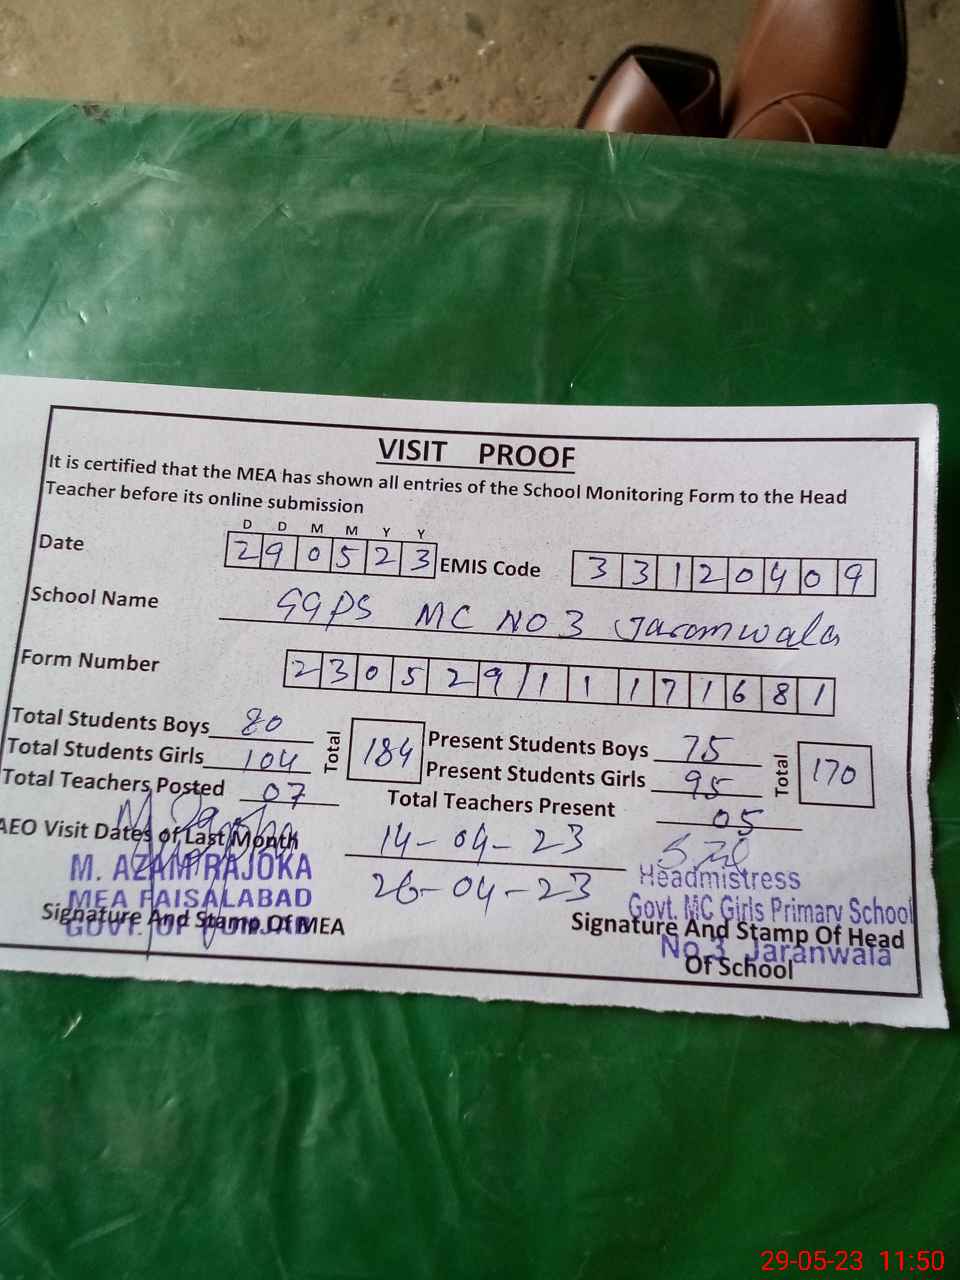 VISIT PROOF
It is certified that the MEA has shown all entries of the School Monitoring Form to the Head
Teacher before its online submission
D D M M Y Y
Date 2 9 0 5 2 3 EMIS Code 3 3 1 2 0 4 0 9
School Name GGPS MC NO 3 Jaranwala
Form Number 2 3 0 5 2 9 1 1 1 1 7 1 6 8 1
Total Students Boys 80 Total 184 Present Students Boys 75 Total 170
Total Students Girls 104 Present Students Girls 95
Total Teachers Posted 07 Total Teachers Present 05
AEO Visit Dates of Last Month 14-04-23
26-04-23
M. AZAM RAJOKA
MEA FAISALABAD
GOVT. OF PUNJAB
Signature And Stamp Of MEA
Headmistress
Govt. MC Girls Primary School
No.3 Jaranwala
Signature And Stamp Of Head
Of School
29-05-23 11:50